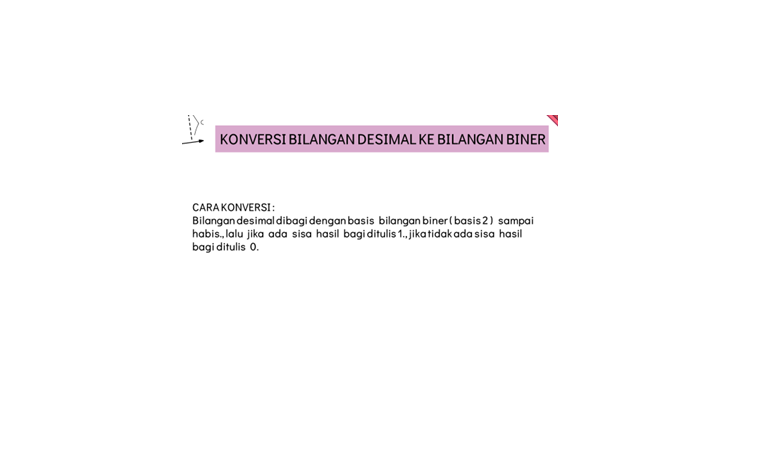 C
KONVERSI BILANGAN DESIMAL KE BILANGAN BINER
CARA KONVERSI :
Bilangan desimal dibagi dengan basis bilangan biner ( basis 2 ) sampai
habis., lalu jika ada sisa hasil bagi ditulis 1., jika tidak ada sisa hasil
bagi ditulis 0.